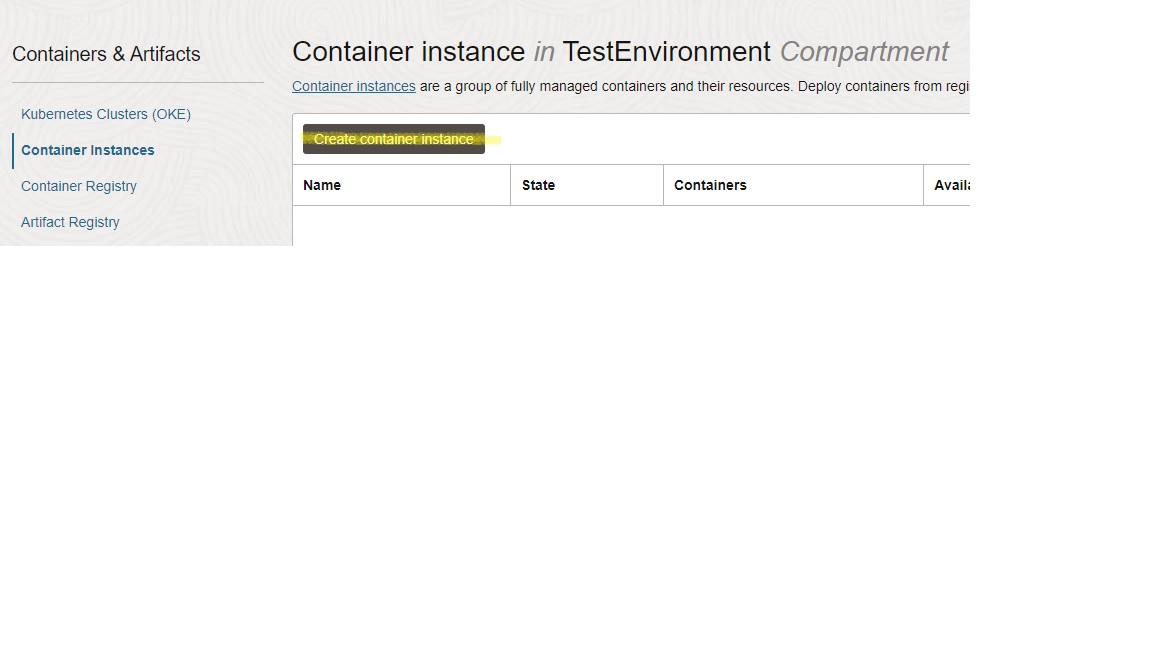 Containers & Artifacts
Kubernetes Clusters (OKE)
Container Instances
Container Registry
Artifact Registry
Container instance in TestEnvironment Compartment
Container instances are a group of fully managed containers and their resources. Deploy containers from regi
Create container instance
Name State Containers Availa